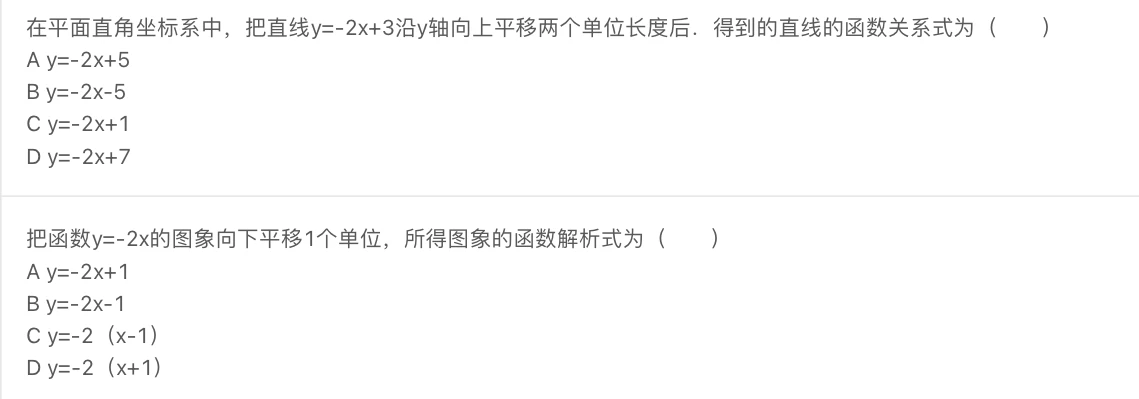 在平面直角坐标系中，把直线y=-2x+3沿y轴向上平移两个单位长度后．得到的直线的函数关系式为（　　）
A y=-2x+5
B y=-2x-5
C y=-2x+1
D y=-2x+7
把函数y=-2x的图象向下平移1个单位，所得图象的函数解析式为（　　）
A y=-2x+1
B y=-2x-1
C y=-2（x-1）
D y=-2（x+1）